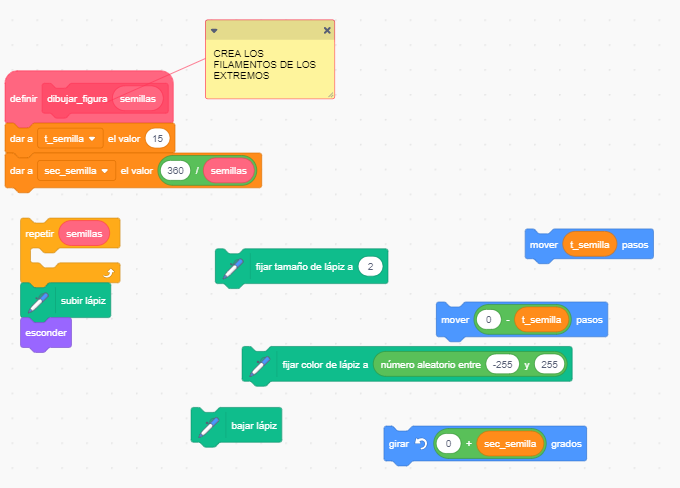 CREA LOS
FILAMENTOS DE LOS
EXTREMOS
definir dibujar_figura semillas
dar a t_semilla el valor 15
dar a sec_semilla el valor 360 / semillas
repetir semillas
subir lápiz
esconder
fijar tamaño de lápiz a 2
mover t_semilla pasos
mover 0 - t_semilla pasos
fijar color de lápiz a número aleatorio entre -255 y 255
bajar lápiz
girar 0 + sec_semilla grados